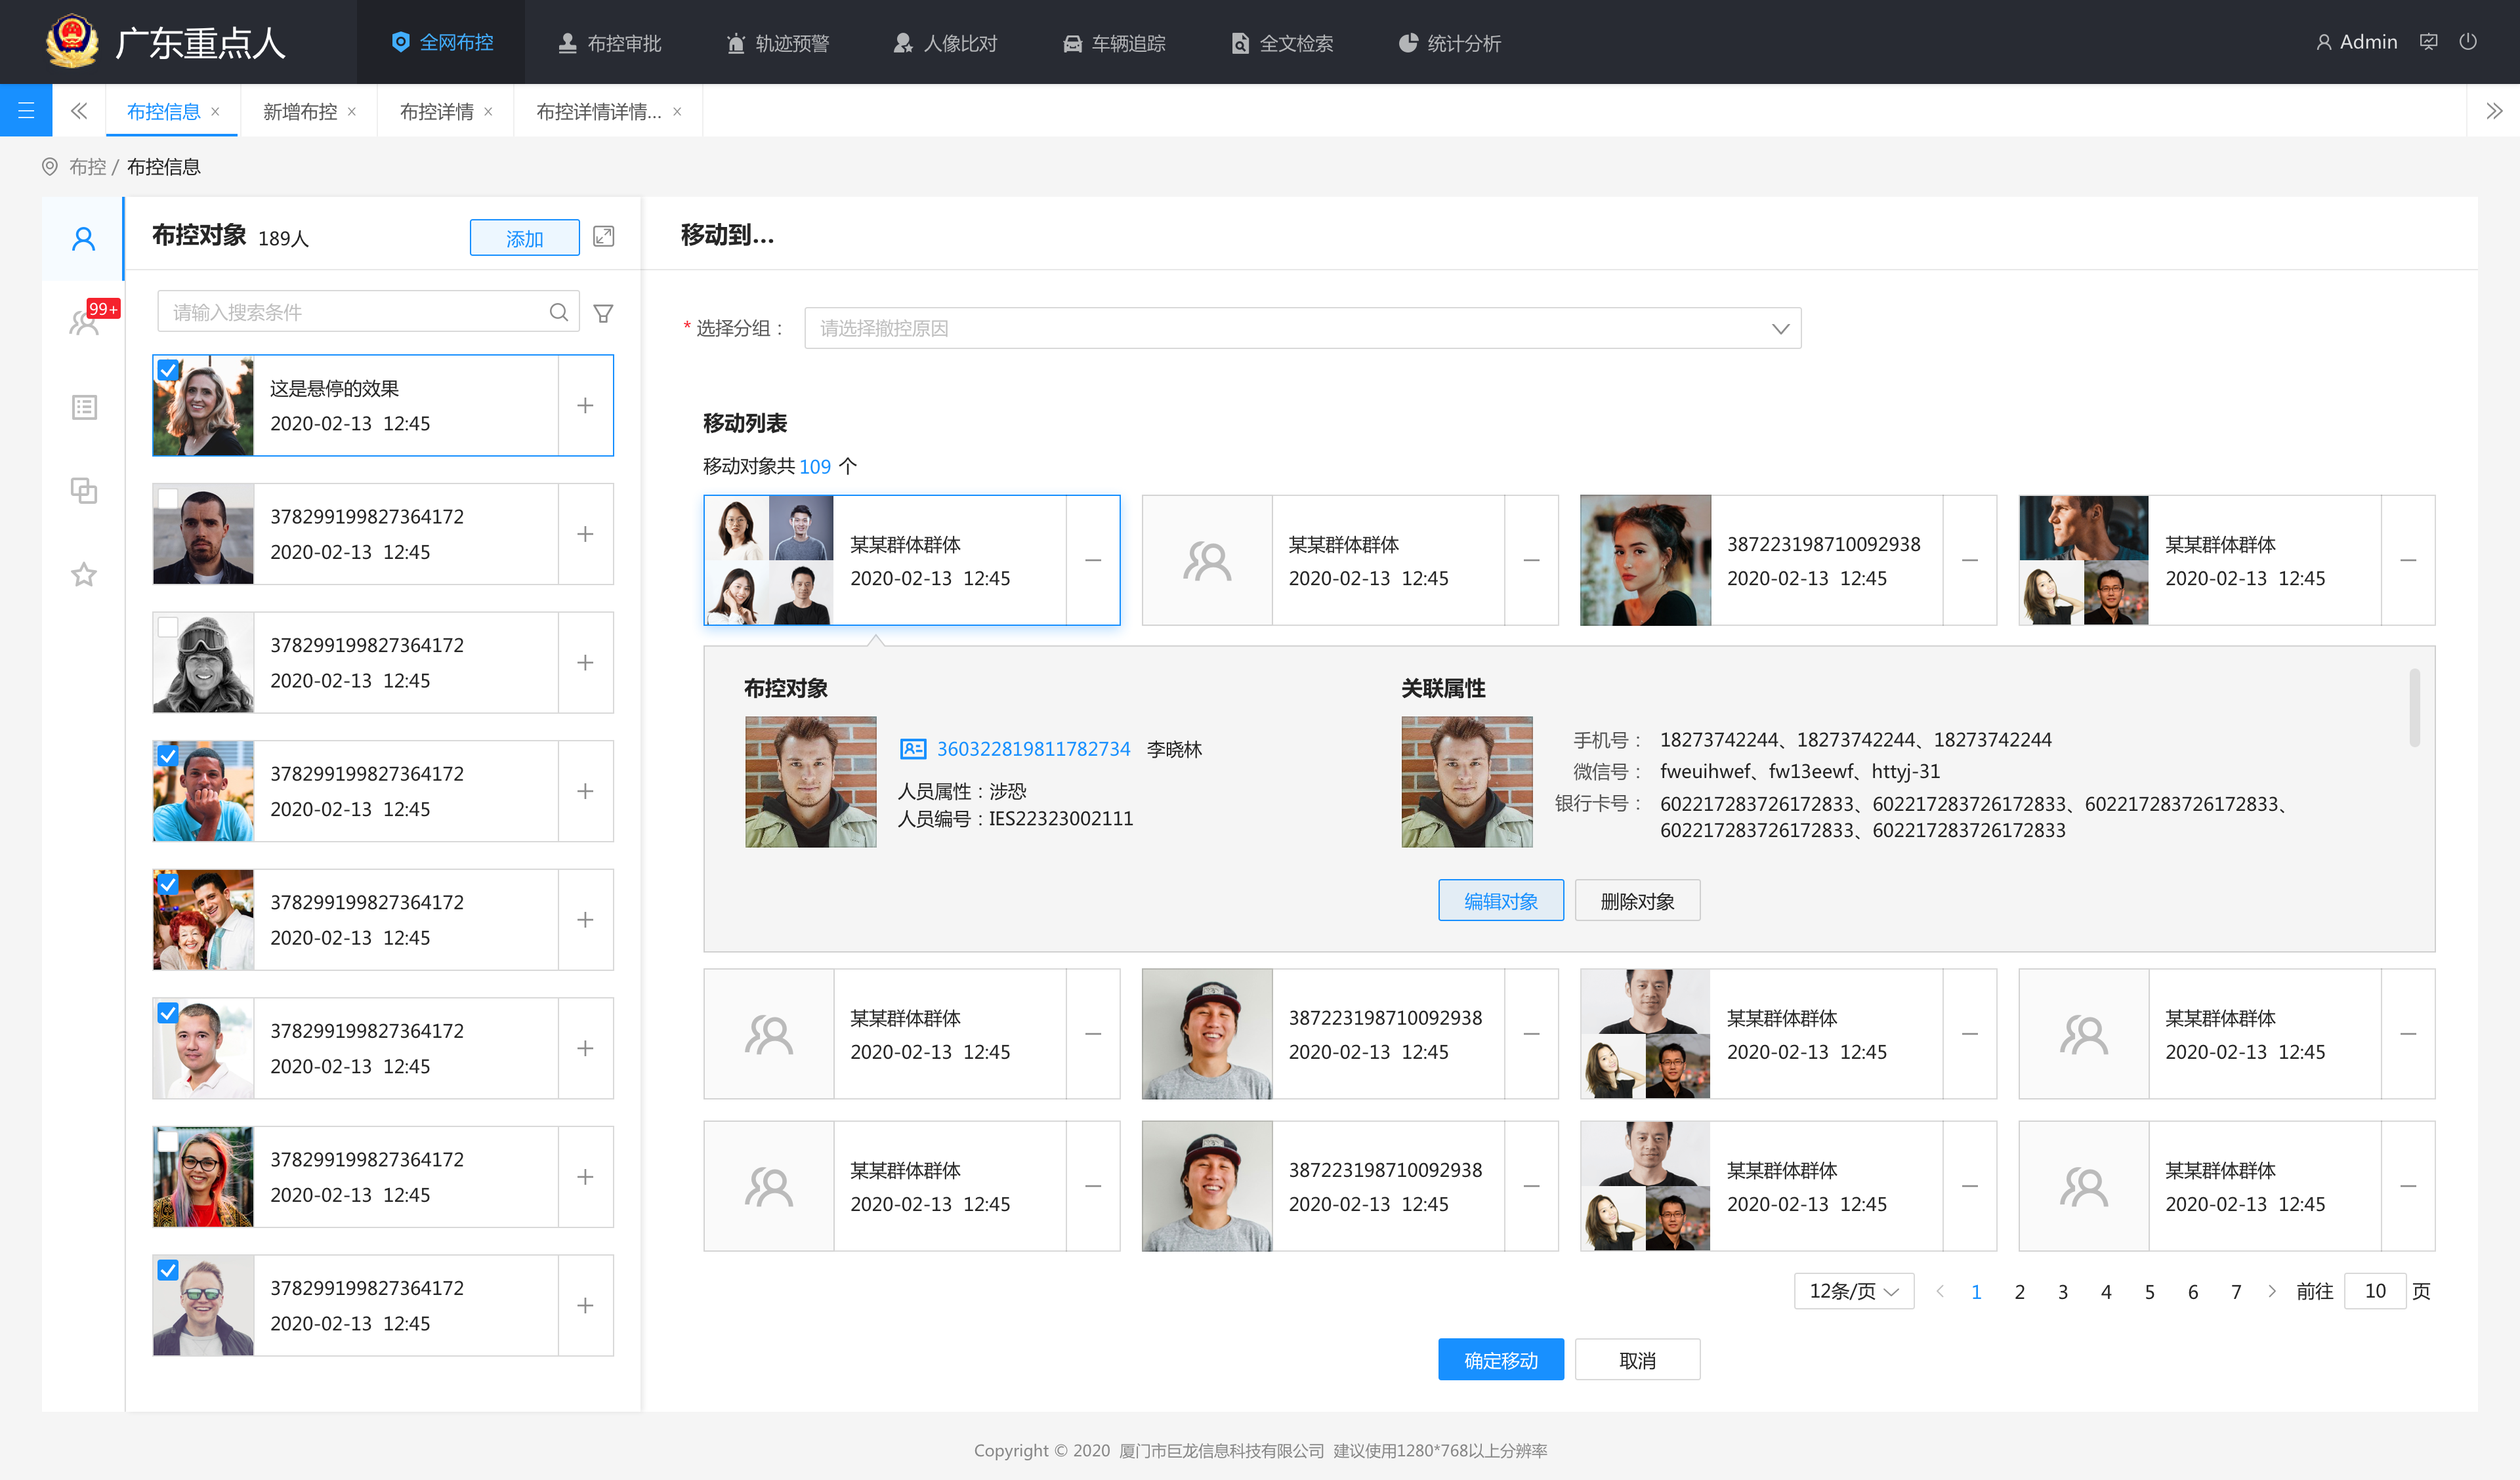 广东重点人
全网布控
布控审批
轨迹预警
人像比对
车辆追踪
全文检索
统计分析
Admin
布控信息
新增布控
布控详情
布控详情详情...
布控 / 布控信息
布控对象 189人
添加
99+
请输入搜索条件
这是悬停的效果
2020-02-13 12:45
378299199827364172
2020-02-13 12:45
378299199827364172
2020-02-13 12:45
378299199827364172
2020-02-13 12:45
378299199827364172
2020-02-13 12:45
378299199827364172
2020-02-13 12:45
378299199827364172
2020-02-13 12:45
378299199827364172
2020-02-13 12:45
移动到...
* 选择分组：
请选择撤控原因
移动列表
移动对象共 109 个
某某群体群体
2020-02-13 12:45
某某群体群体
2020-02-13 12:45
387223198710092938
2020-02-13 12:45
某某群体群体
2020-02-13 12:45
布控对象
360322819811782734 李晓林
人员属性：涉恐
人员编号：IES22323002111
关联属性
手机号： 18273742244、18273742244、18273742244
微信号： fweuihwef、fw13eewf、httyj-31
银行卡号： 602217283726172833、602217283726172833、602217283726172833、
602217283726172833、602217283726172833
编辑对象
删除对象
某某群体群体
2020-02-13 12:45
387223198710092938
2020-02-13 12:45
某某群体群体
2020-02-13 12:45
某某群体群体
2020-02-13 12:45
某某群体群体
2020-02-13 12:45
387223198710092938
2020-02-13 12:45
某某群体群体
2020-02-13 12:45
某某群体群体
2020-02-13 12:45
12条/页 1 2 3 4 5 6 7 前往 10 页
确定移动
取消
Copyright © 2020 厦门市巨龙信息科技有限公司 建议使用1280*768以上分辨率